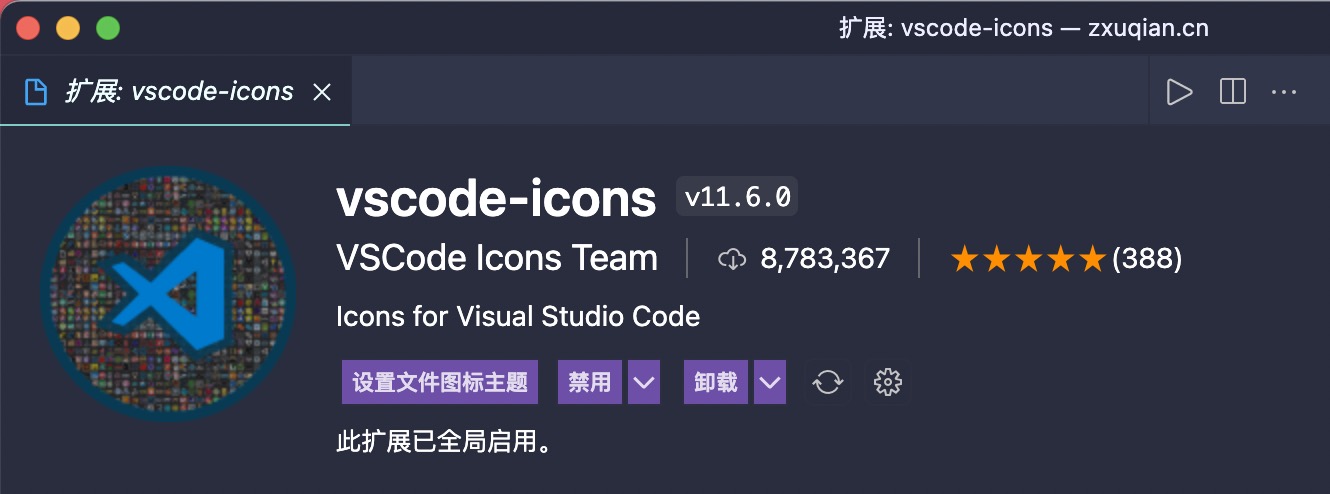 扩展: vscode-icons — zxuqian.cn
扩展: vscode-icons
vscode-icons v11.6.0
VSCode Icons Team 8,783,367 (388)
Icons for Visual Studio Code
设置文件图标主题 禁用 卸载
此扩展已全局启用。